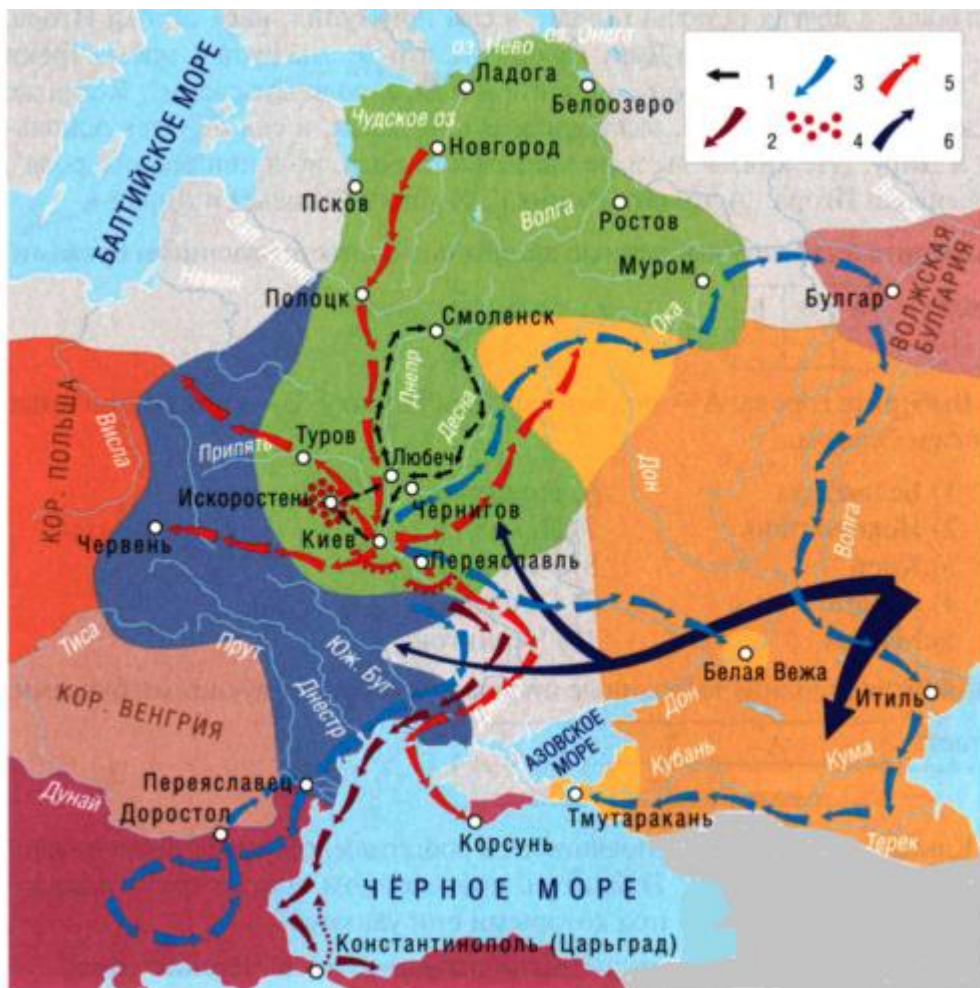 оз. Нево
оз. Онега
Ладога
Белоозеро
Чудское оз.
Новгород
БАЛТИЙСКОЕ МОРЕ
Псков
Волга
Ростов
Неман
Муром
Полоцк
Булгар
ВОЛЖСКАЯ БУЛГАРИЯ
Смоленск
Ока
Днепр
Десна
КОР. ПОЛЬША
Висла
Припять
Туров
Любеч
Дон
Искоростень
Чернигов
Волга
Червень
Киев
Переяславль
Тиса
Прут
Юж. Буг
Белая Вежа
КОР. ВЕНГРИЯ
Днестр
Итиль
АЗОВСКОЕ МОРЕ
Дон
Кубань
Кума
Переяславец
Дунай
Доростол
Тмутаракань
Корсунь
Терек
ЧЁРНОЕ МОРЕ
Константинополь (Царьград)
1
2
3
4
5
6